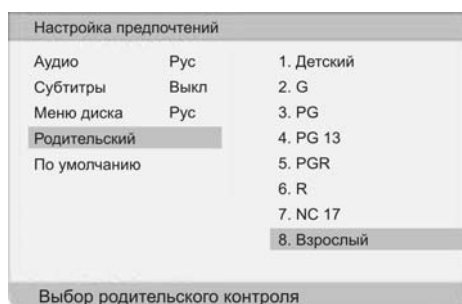 Настройка предпочтений
Аудио Рус 1. Детский
Субтитры Выкл 2. G
Меню диска Рус 3. PG
Родительский 4. PG 13
По умолчанию 5. PGR
6. R
7. NC 17
8. Взрослый
Выбор родительского контроля